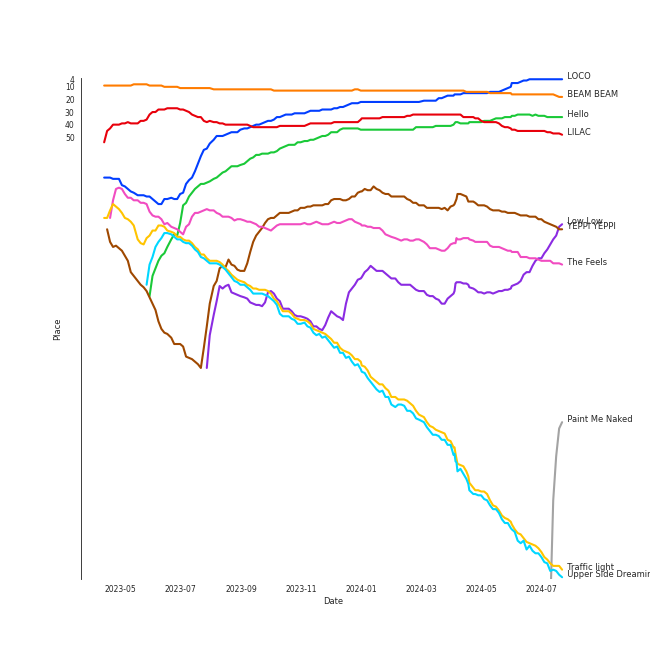 4
10
20
30
40
50
Place
LOCO
BEAM BEAM
Hello
LILAC
Low Low
YEPPI YEPPI
The Feels
Paint Me Naked
Traffic light
Upper Side Dreamin
2023-05
2023-07
2023-09
2023-11
2024-01
2024-03
2024-05
2024-07
Date